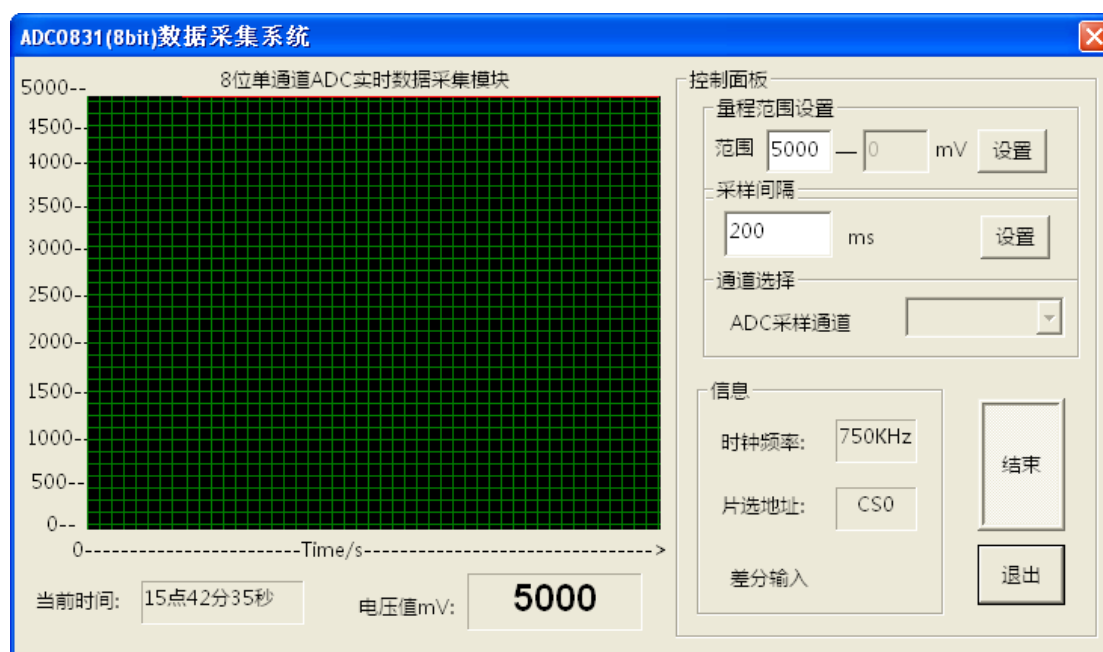 ADC0831(8bit)数据采集系统
8位单通道ADC实时数据采集模块
5000--
4500--
4000--
3500--
3000--
2500--
2000--
1500--
1000--
500--
0--
0-----------------------Time/s------------------------------->
当前时间: 15点42分35秒
电压值mV: 5000
控制面板
量程范围设置
范围 5000 — 0 mV 设置
采样间隔
200 ms 设置
通道选择
ADC采样通道
信息
时钟频率: 750KHz
片选地址: CS0
差分输入
结束
退出